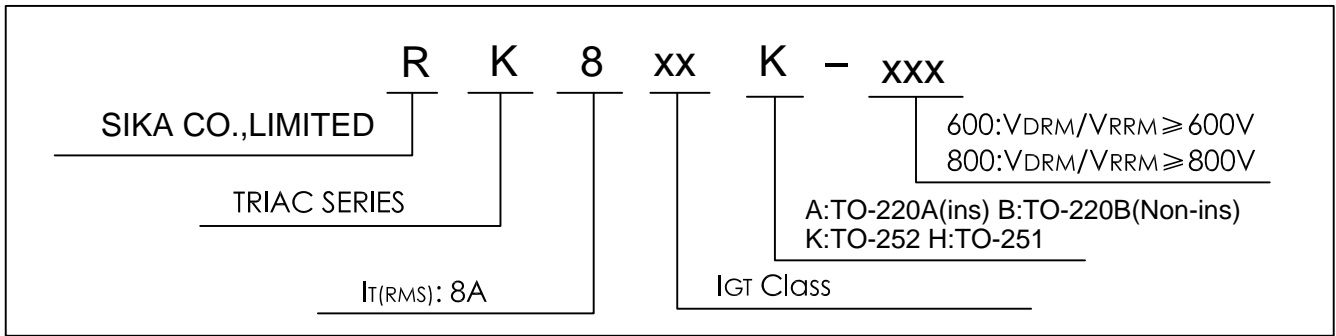 R K 8 xx K - xxx
SIKA CO.,LIMITED
600:VDRM/VRRM≥600V
800:VDRM/VRRM≥800V
TRIAC SERIES
A:TO-220A(ins) B:TO-220B(Non-ins)
K:TO-252 H:TO-251
IT(RMS): 8A
IGT Class